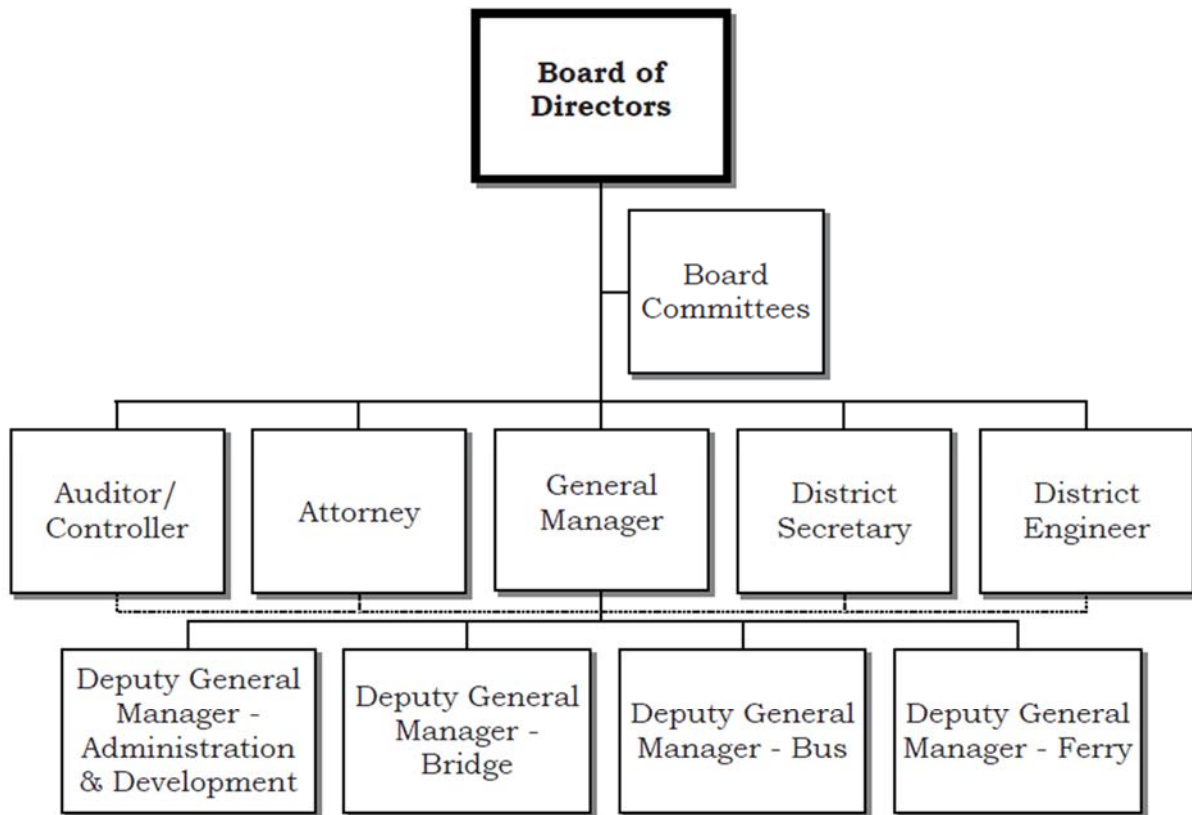 Board of
Directors
Board
Committees
Auditor/
Controller
Attorney
General
Manager
District
Secretary
District
Engineer
Deputy General
Manager -
Administration
& Development
Deputy General
Manager -
Bridge
Deputy General
Manager - Bus
Deputy General
Manager - Ferry